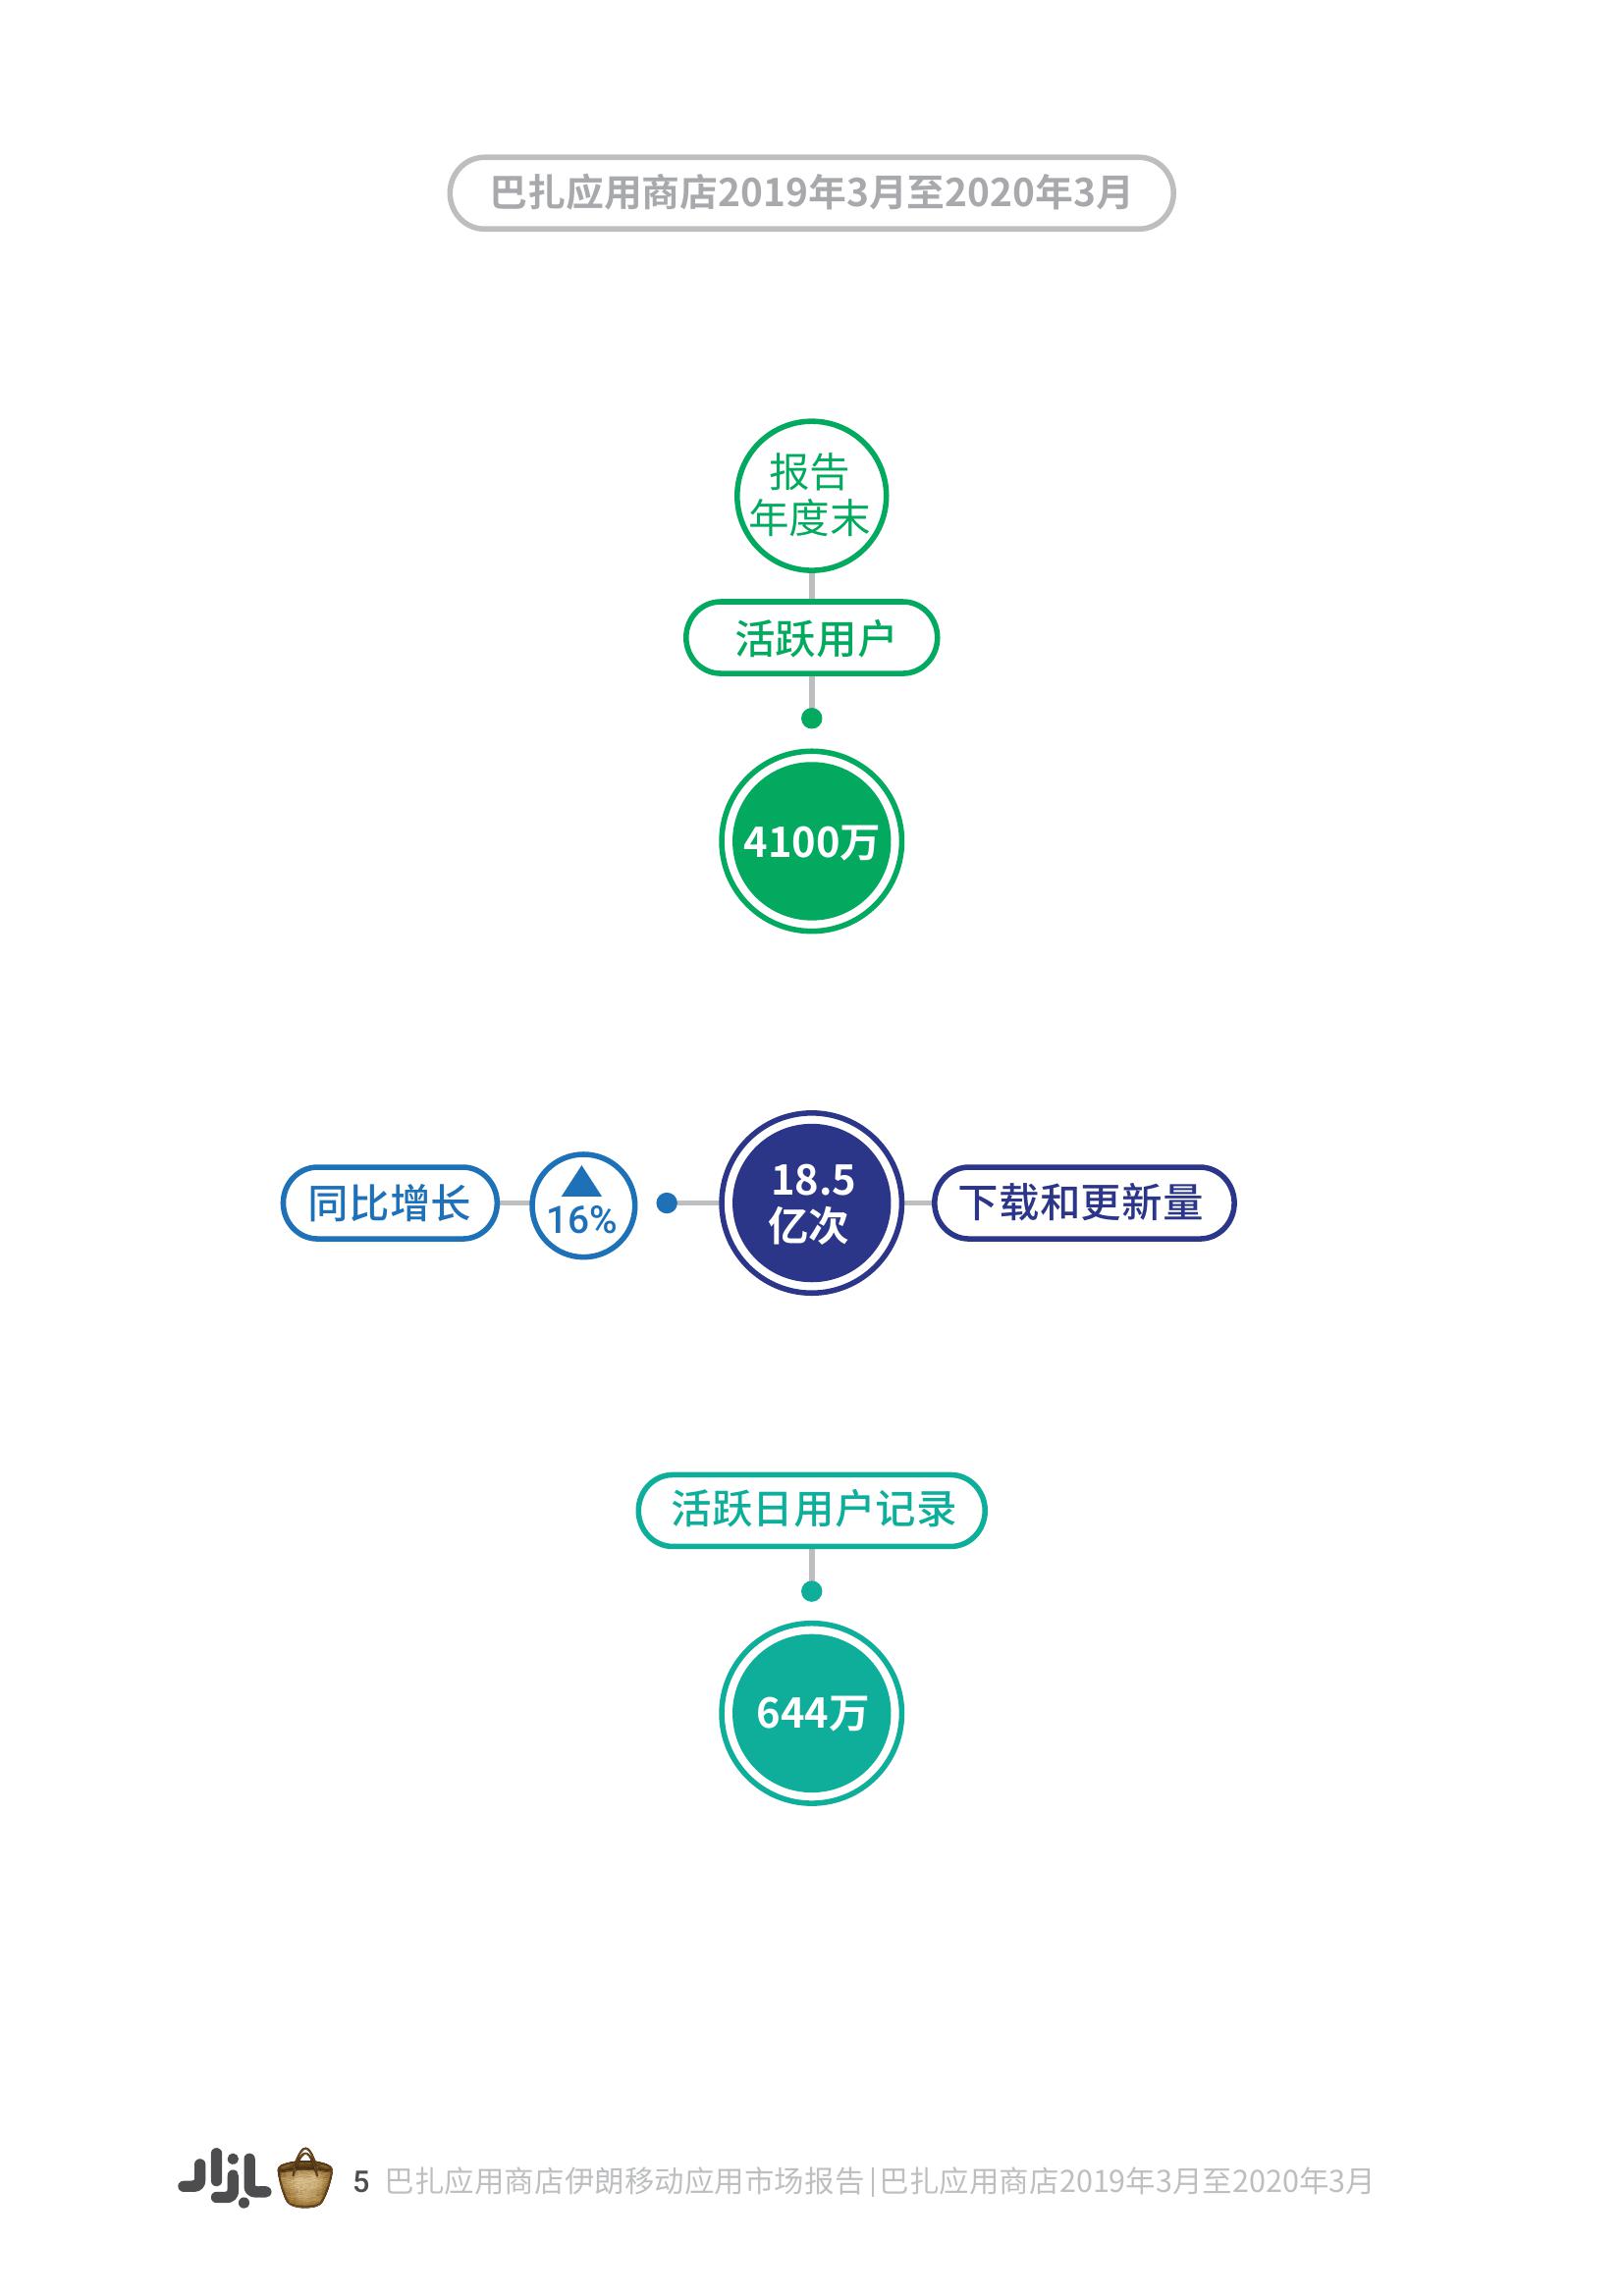 巴扎应用商店2019年3月至2020年3月
报告
年度末
活跃用户
4100万
同比增长
16%
18.5
亿次
下载和更新量
活跃日用户记录
644万
بازار
5 巴扎应用商店伊朗移动应用市场报告|巴扎应用商店2019年3月至2020年3月